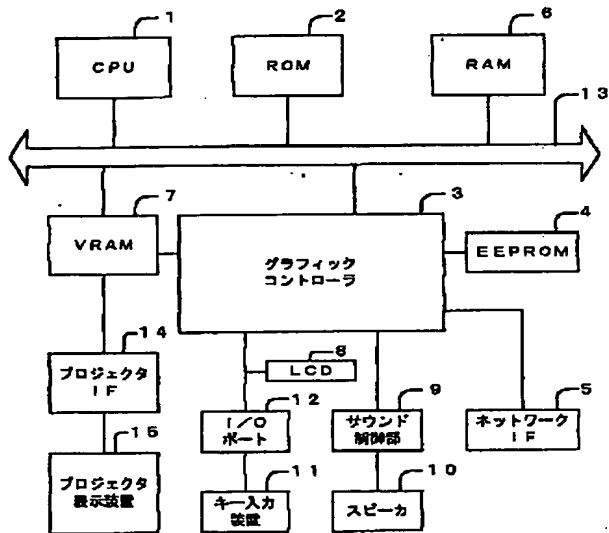 1
2
6
CPU
ROM
RAM
13
7
3
4
VRAM
グラフィック
コントローラ
EEPROM
14
8
LCD
プロジェクタ
IF
12
9
5
I/O
ポート
サウンド
制御部
ネットワーク
IF
15
11
10
プロジェクタ
表示装置
キー入力
装置
スピーカ